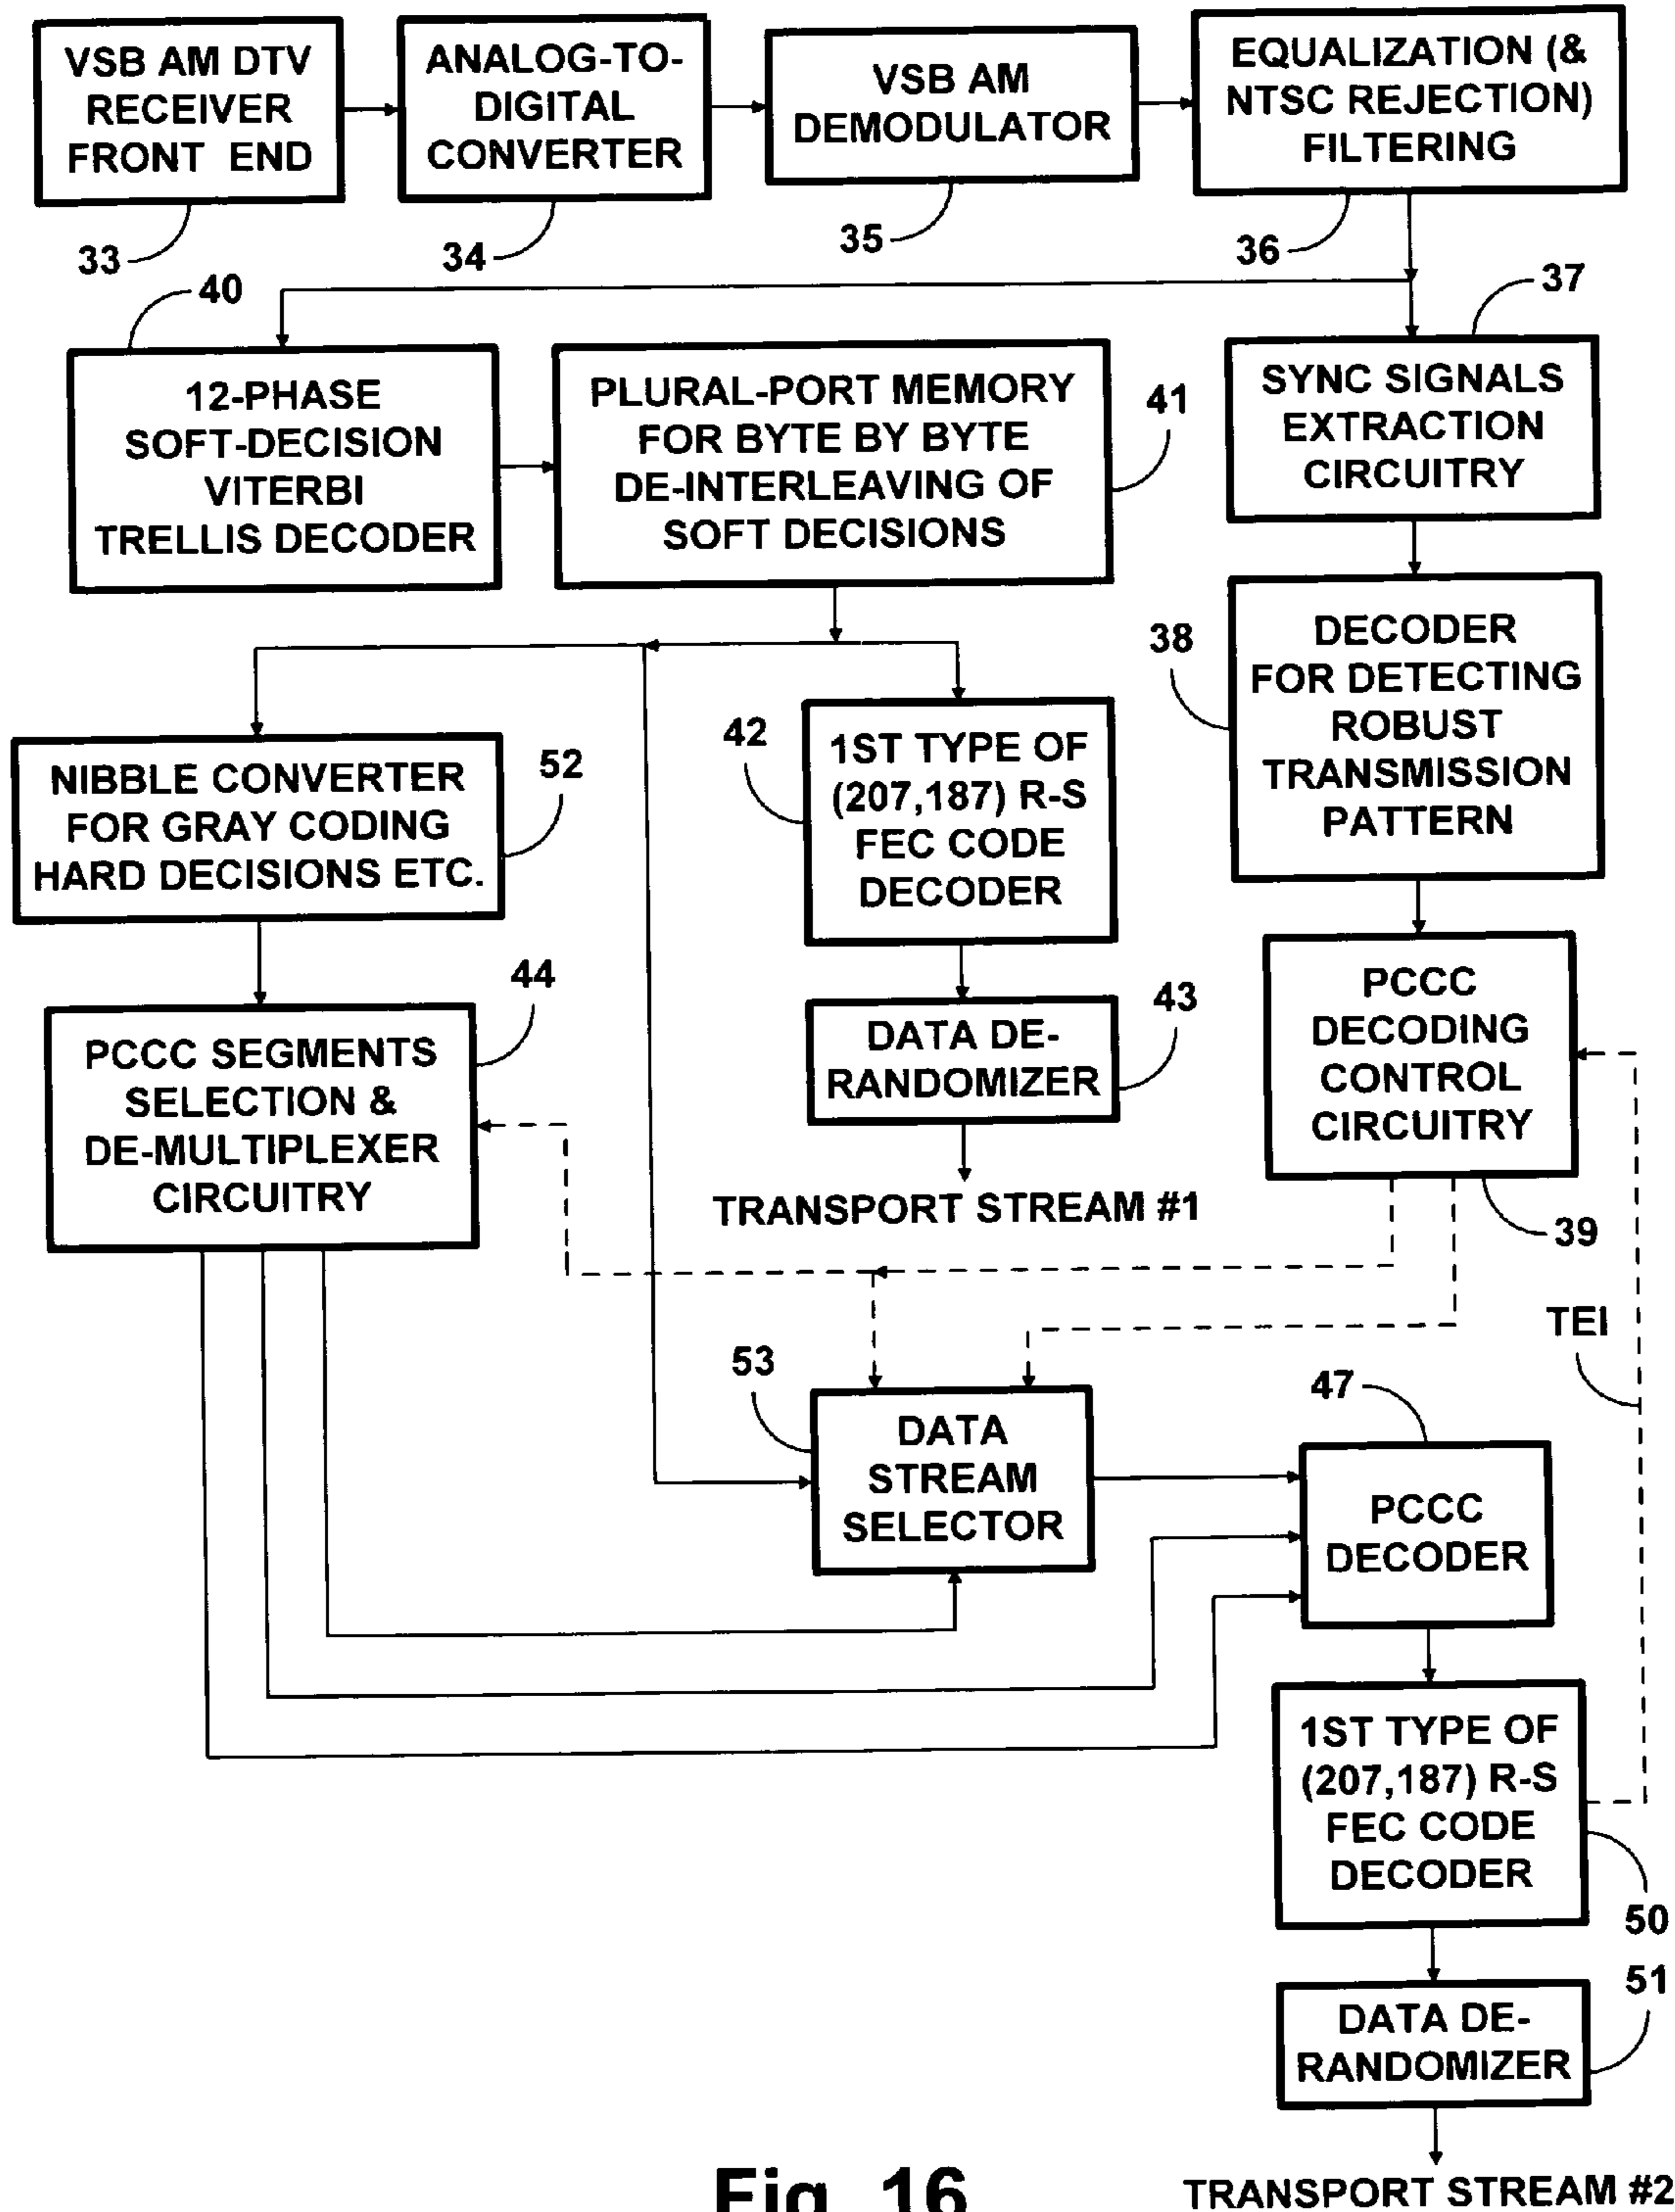 VSB AM DTV
RECEIVER
FRONT END
33
ANALOG-TO-
DIGITAL
CONVERTER
34
VSB AM
DEMODULATOR
35
EQUALIZATION (&
NTSC REJECTION)
FILTERING
36
40
12-PHASE
SOFT-DECISION
VITERBI
TRELLIS DECODER
PLURAL-PORT MEMORY
FOR BYTE BY BYTE
DE-INTERLEAVING OF
SOFT DECISIONS
41
37
SYNC SIGNALS
EXTRACTION
CIRCUITRY
38
DECODER
FOR DETECTING
ROBUST
TRANSMISSION
PATTERN
NIBBLE CONVERTER
FOR GRAY CODING
HARD DECISIONS ETC.
52
42
1ST TYPE OF
(207,187) R-S
FEC CODE
DECODER
44
PCCC SEGMENTS
SELECTION &
DE-MULTIPLEXER
CIRCUITRY
DATA DE-
RANDOMIZER
43
TRANSPORT STREAM #1
PCCC
DECODING
CONTROL
CIRCUITRY
39
TEI
53
DATA
STREAM
SELECTOR
47
PCCC
DECODER
1ST TYPE OF
(207,187) R-S
FEC CODE
DECODER
50
51
DATA DE-
RANDOMIZER
TRANSPORT STREAM #2
Fig. 16